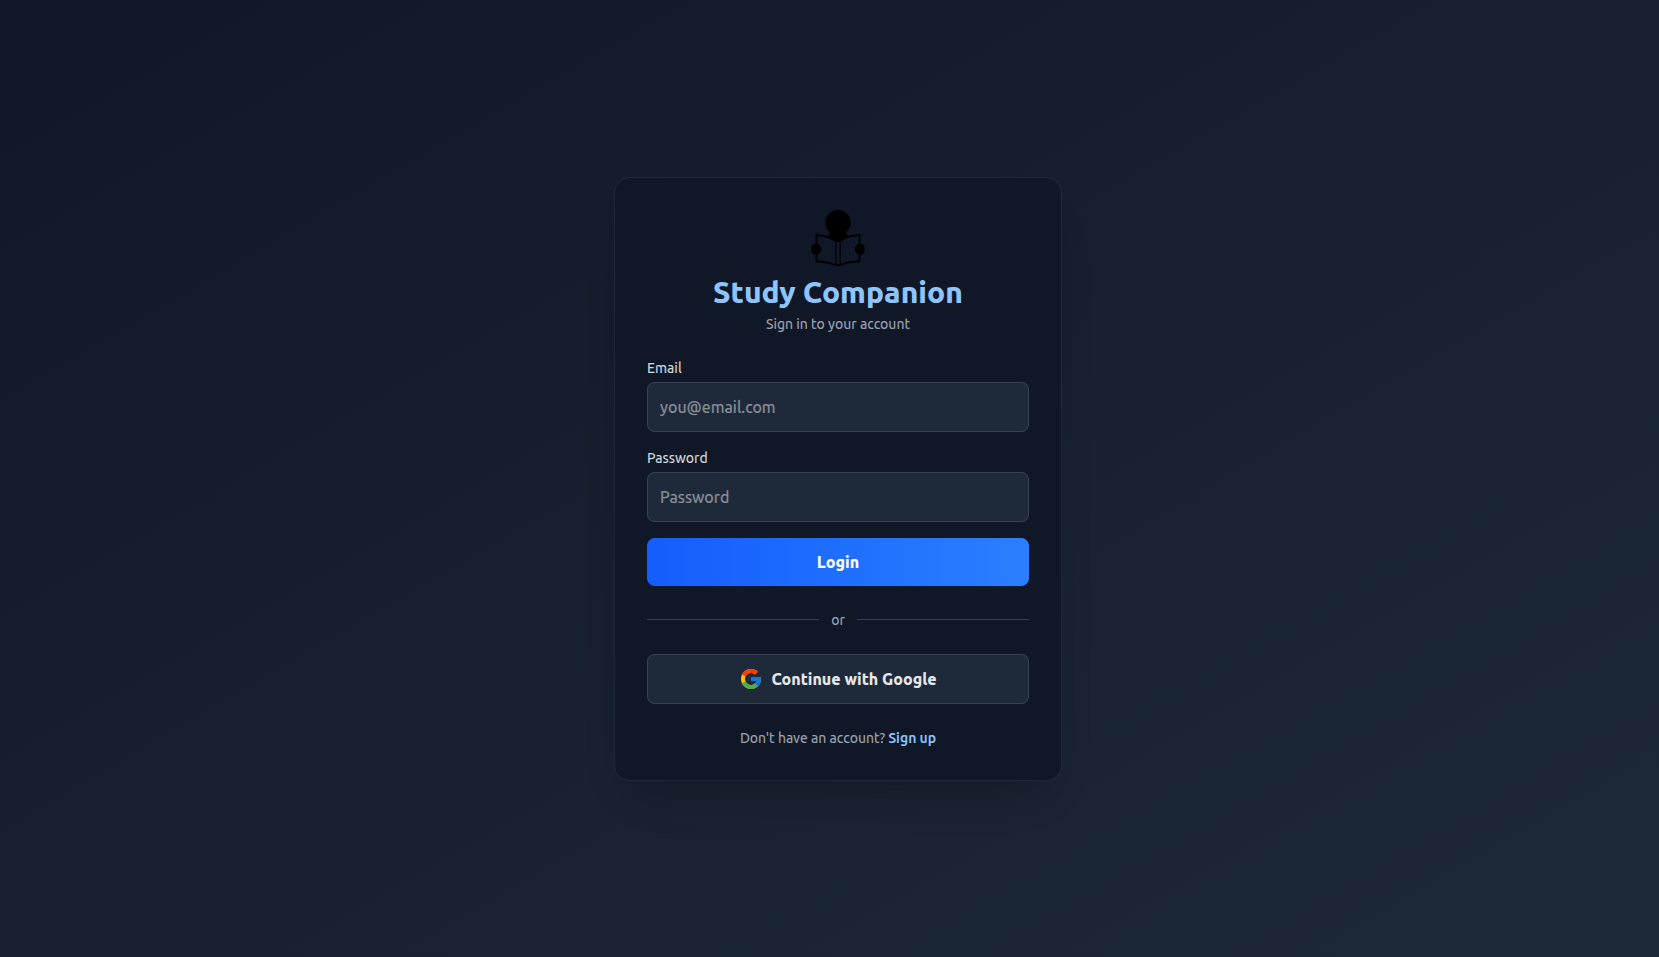 Study Companion
Sign in to your account
Email
you@email.com
Password
Password
Login
or
Continue with Google
Don't have an account? Sign up